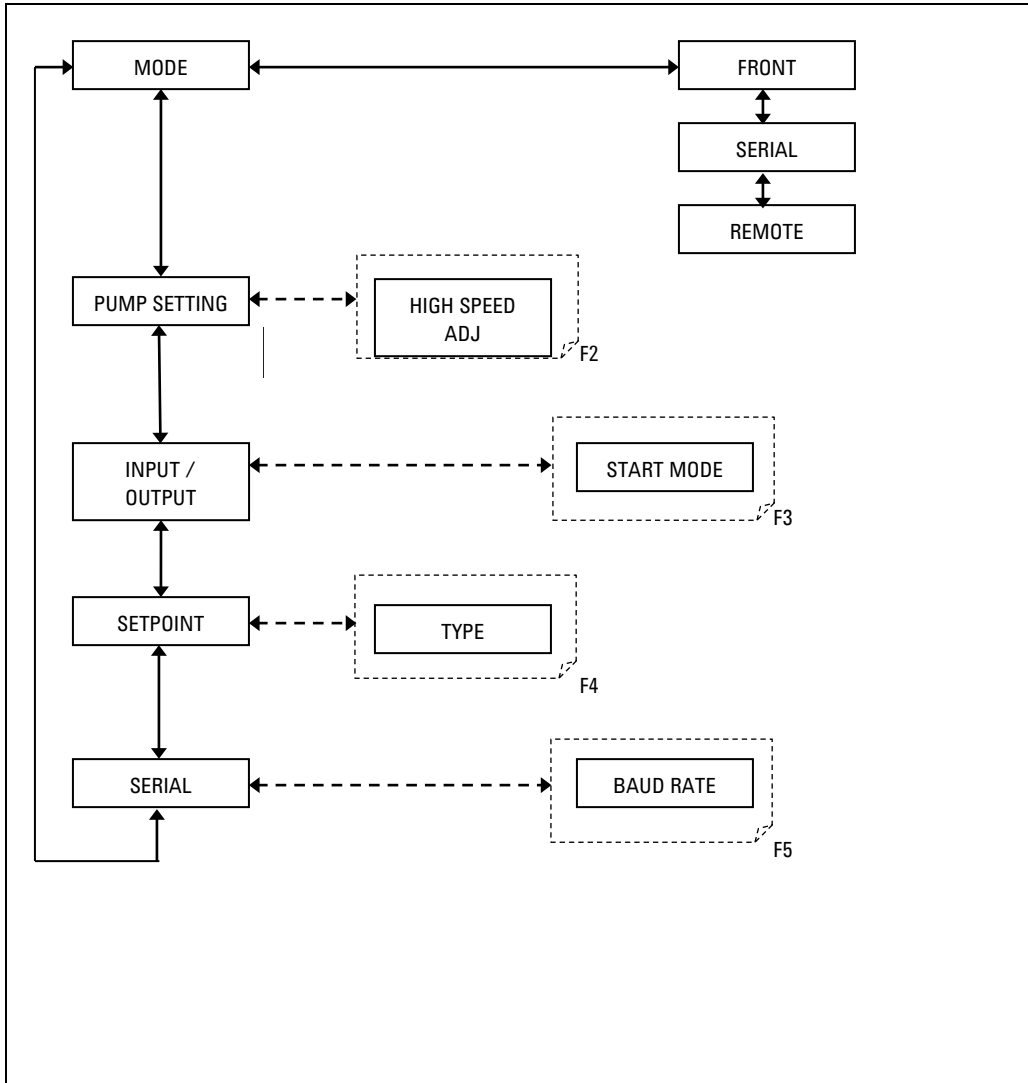 MODE
FRONT
SERIAL
REMOTE
PUMP SETTING
HIGH SPEED
ADJ
F2
INPUT /
OUTPUT
START MODE
F3
SETPOINT
TYPE
F4
SERIAL
BAUD RATE
F5